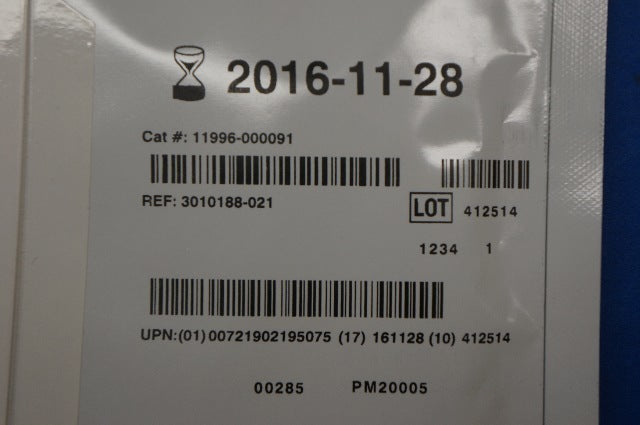 2016-11-28
Cat #: 11996-000091
REF: 3010188-021
LOT 412514
1234 1
UPN:(01)00721902195075 (17) 161128 (10) 412514
00285 PM20005